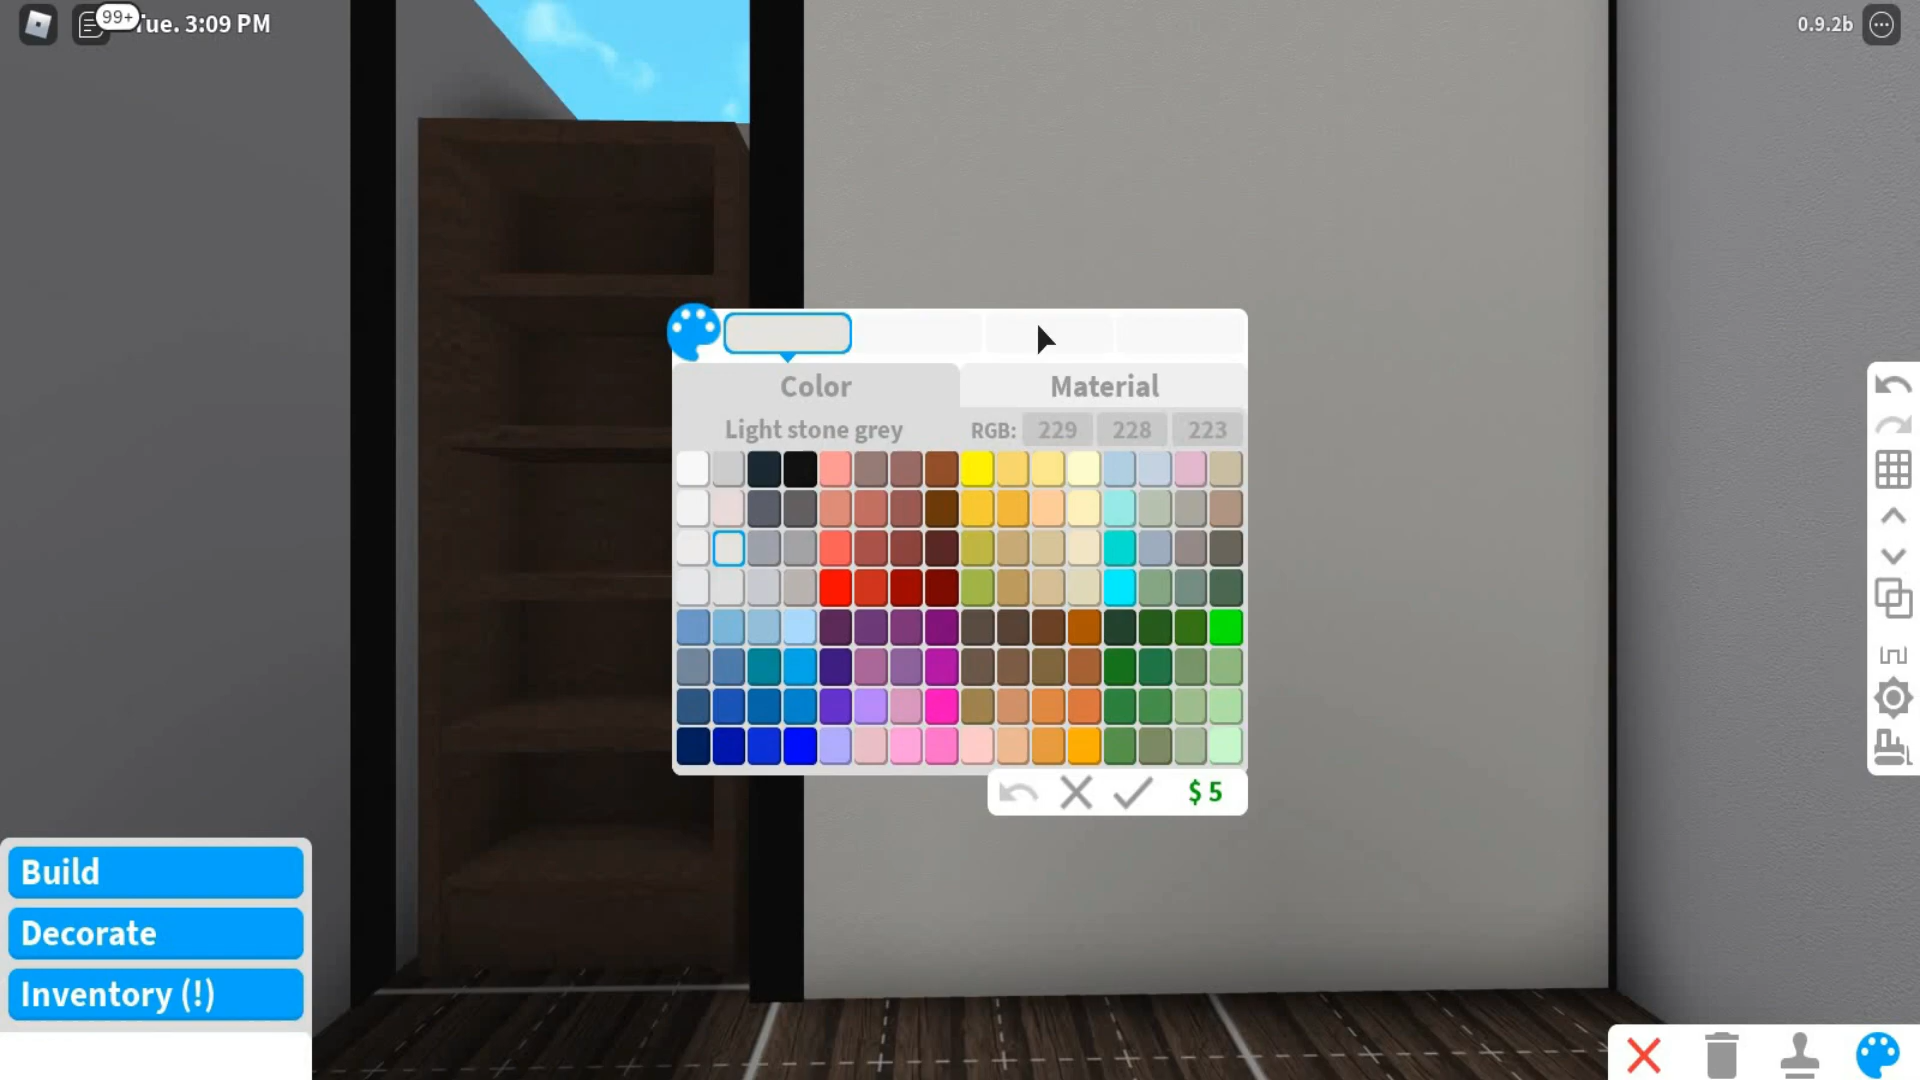 99+
Tue. 3:09 PM
0.9.2b
Color
Material
Light stone grey
RGB: 229 228 223
$ 5
Build
Decorate
Inventory (!)